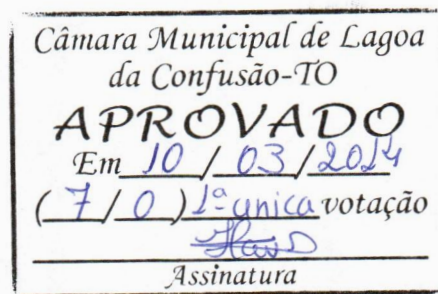 Câmara Municipal de Lagoa
da Confusão-TO
APROVADO
Em 10 / 03 / 2014
( 7 / 0 ) 1ª unica votação
Assinatura